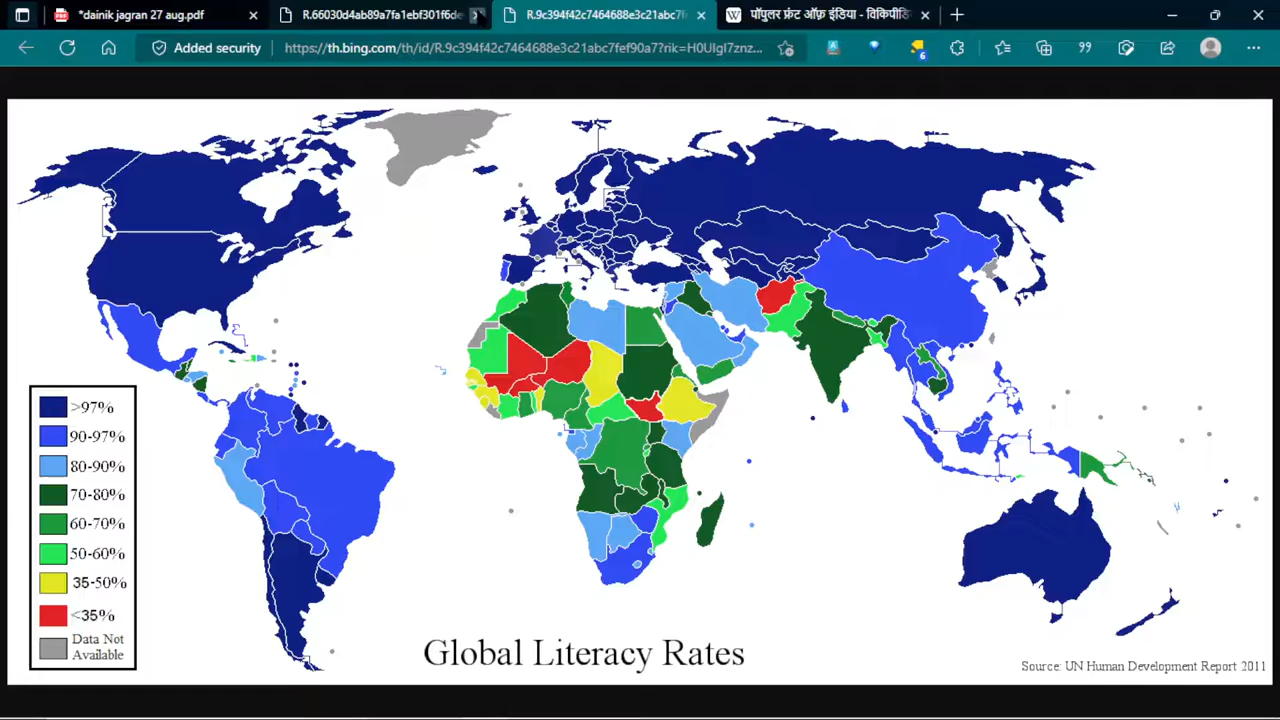 *dainik jagran 27 aug.pdf
R.66030d4ab89a7fa1ebf301f6de
R.9c394f42c7464688e3c21abc7f
पॉपुलर फ्रंट ऑफ़ इंडिया - विकिपीडि
Added security
https://th.bing.com/th/id/R.9c394f42c7464688e3c21abc7fef90a7?rik=H0UIgI7znz...
6
>97%
90-97%
80-90%
70-80%
60-70%
50-60%
35-50%
<35%
Data Not
Available
Global Literacy Rates
Source: UN Human Development Report 2011